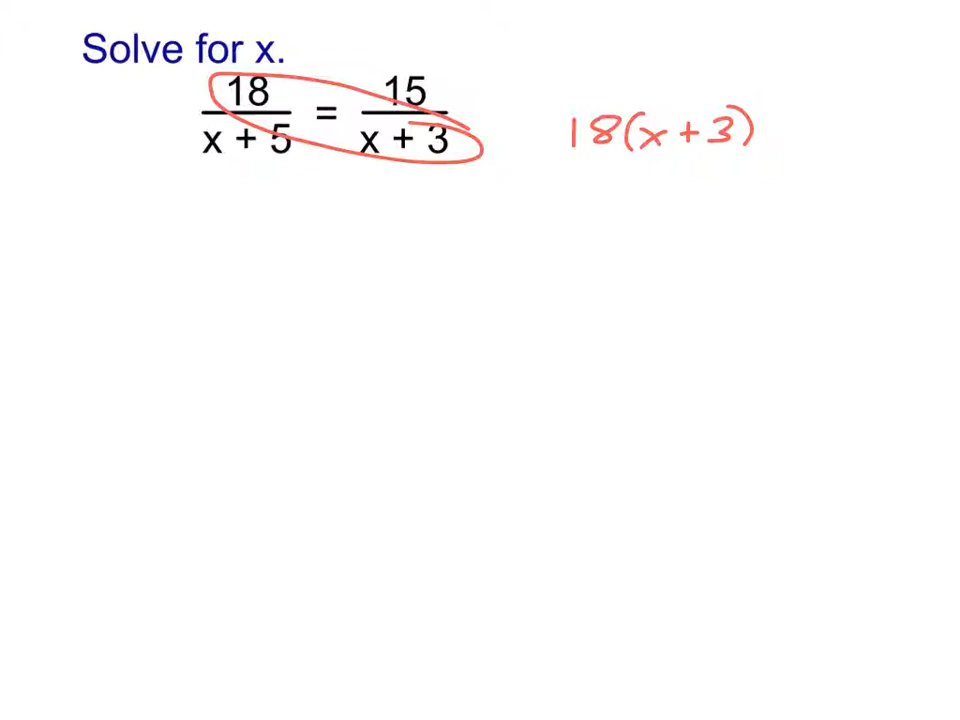 Solve for x.
18 15
= 18(x+3)
x + 5 x + 3